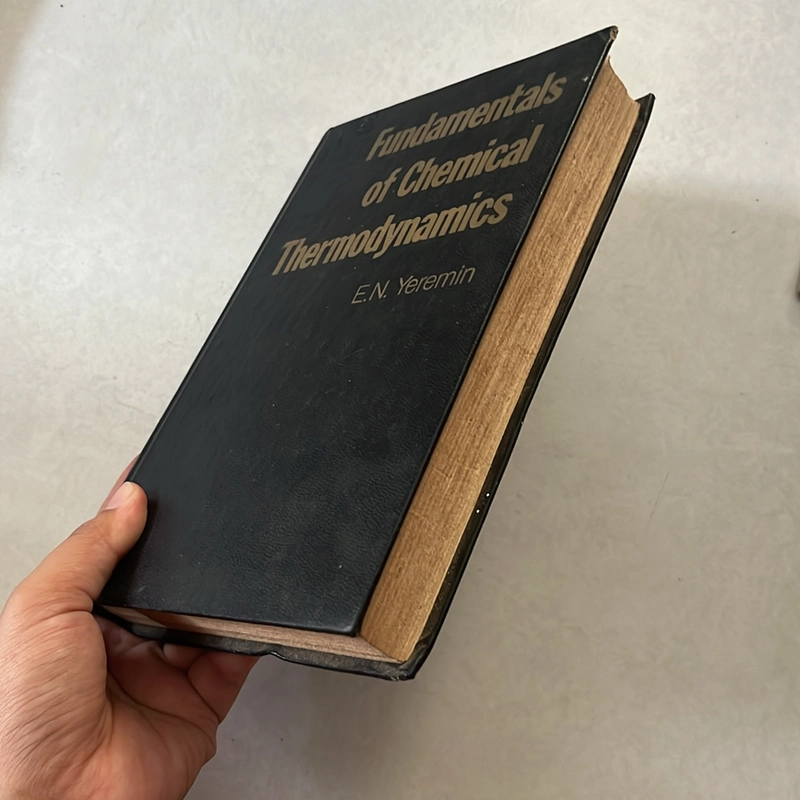 Fundamentals
of Chemical
Thermodynamics
E.N. Yeremin